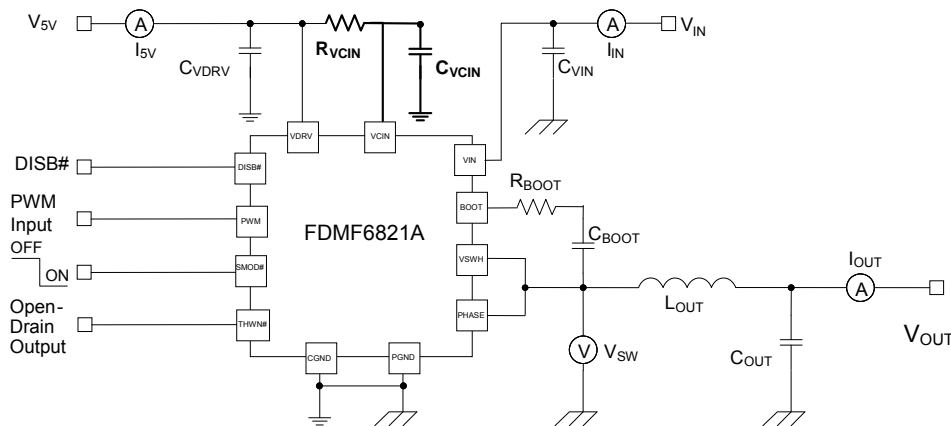 V5V
A
I5V
RVCIN
CVDRV
CVCIN
CVIN
A
IIN
VIN
VDRV
VCIN
DISB#
DISB#
VIN
PWM
Input
PWM
FDMF6821A
BOOT
RBOOT
CBOOT
OFF
ON
SMOD#
VSWH
Open-
Drain
Output
THWN#
PHASE
CGND
PGND
V
VSW
LOUT
IOUT
A
COUT
VOUT